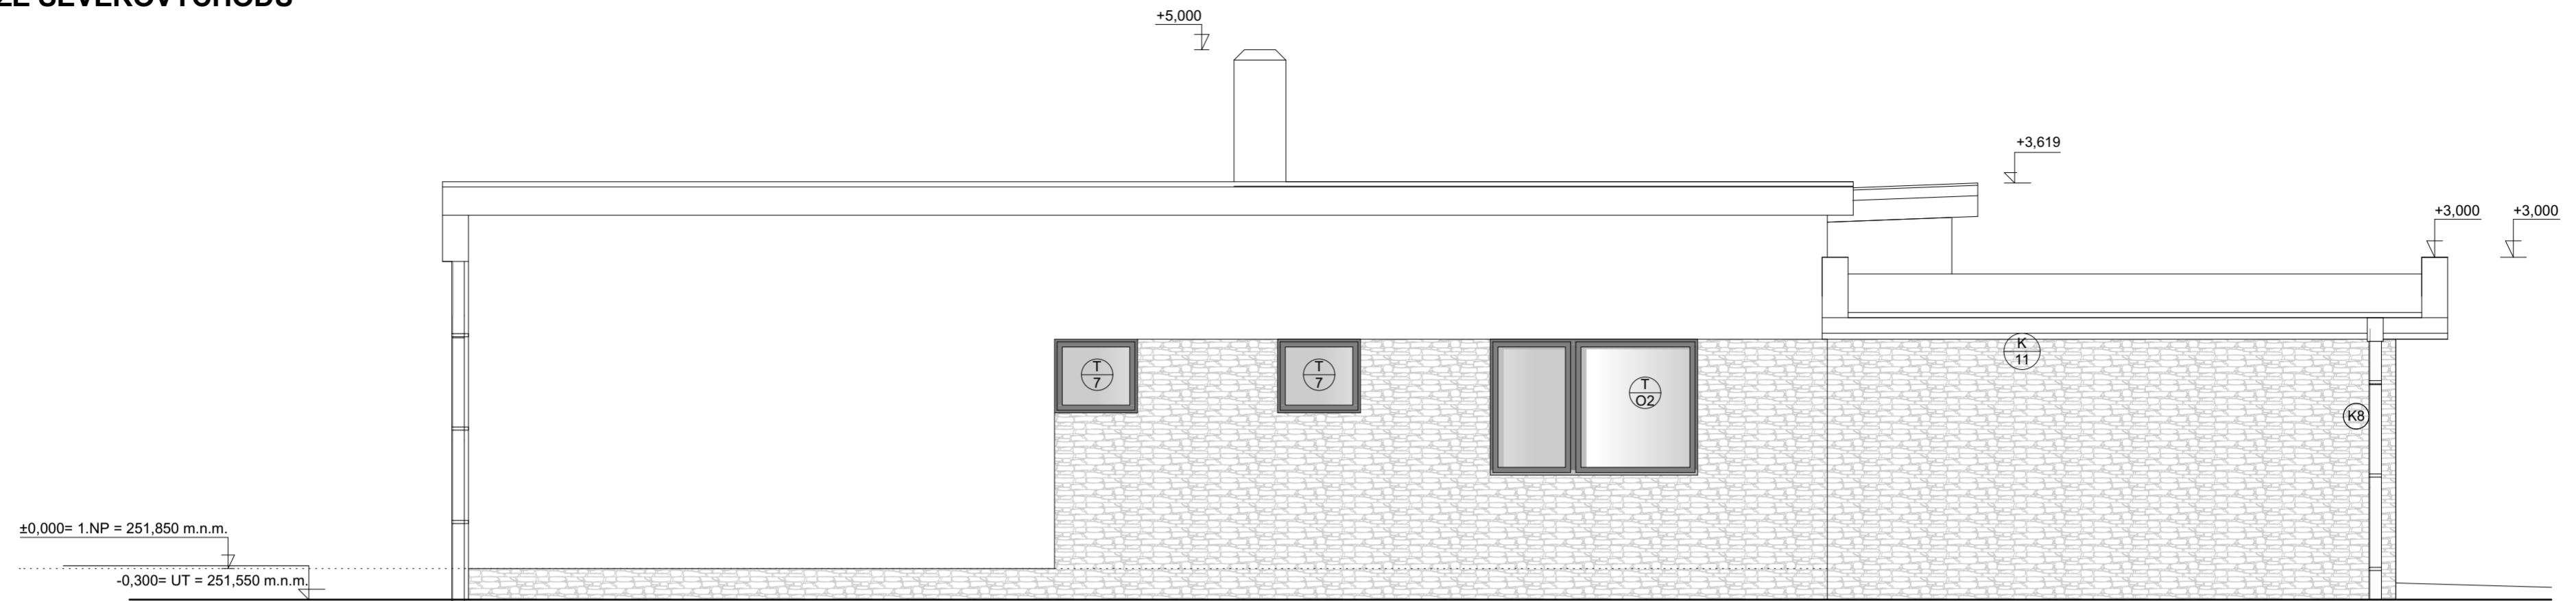 +5,000
+3,619
+3,000
+3,000
T
7
T
7
T
O2
K
11
K8
±0,000= 1.NP = 251,850 m.n.m.
-0,300= UT = 251,550 m.n.m.